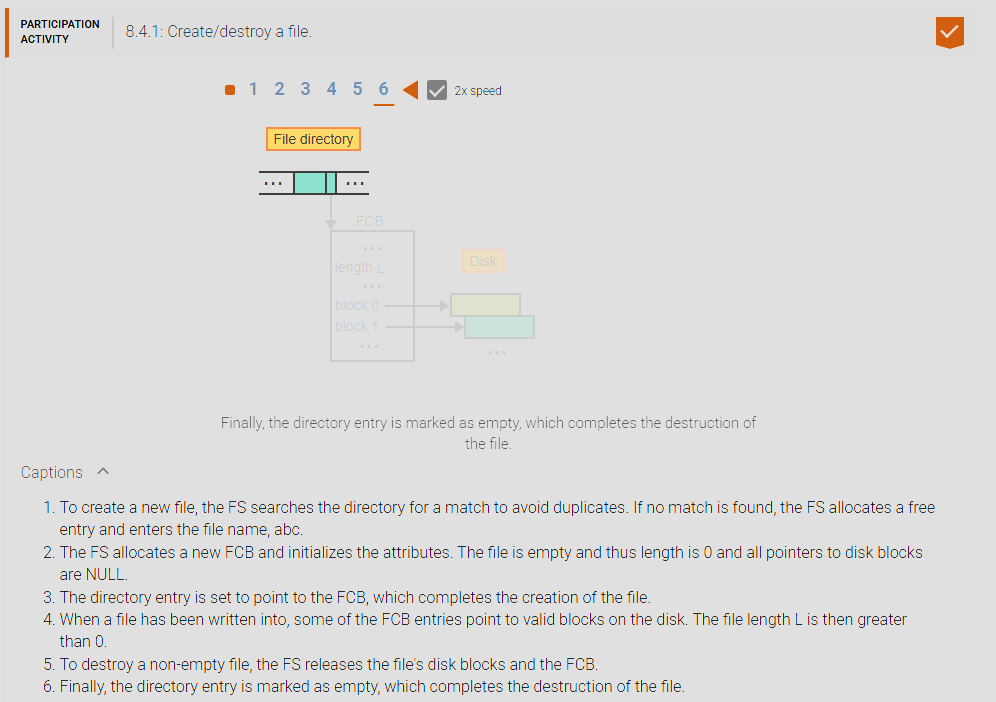 PARTICIPATION
ACTIVITY
8.4.1: Create/destroy a file.
1 2 3 4 5 6 2x speed
File directory
... ...
FCB
...
length L
...
block 0
block 1
...
Disk
...
Finally, the directory entry is marked as empty, which completes the destruction of
the file.
Captions
1. To create a new file, the FS searches the directory for a match to avoid duplicates. If no match is found, the FS allocates a free
entry and enters the file name, abc.
2. The FS allocates a new FCB and initializes the attributes. The file is empty and thus length is 0 and all pointers to disk blocks
are NULL.
3. The directory entry is set to point to the FCB, which completes the creation of the file.
4. When a file has been written into, some of the FCB entries point to valid blocks on the disk. The file length L is then greater
than 0.
5. To destroy a non-empty file, the FS releases the file's disk blocks and the FCB.
6. Finally, the directory entry is marked as empty, which completes the destruction of the file.